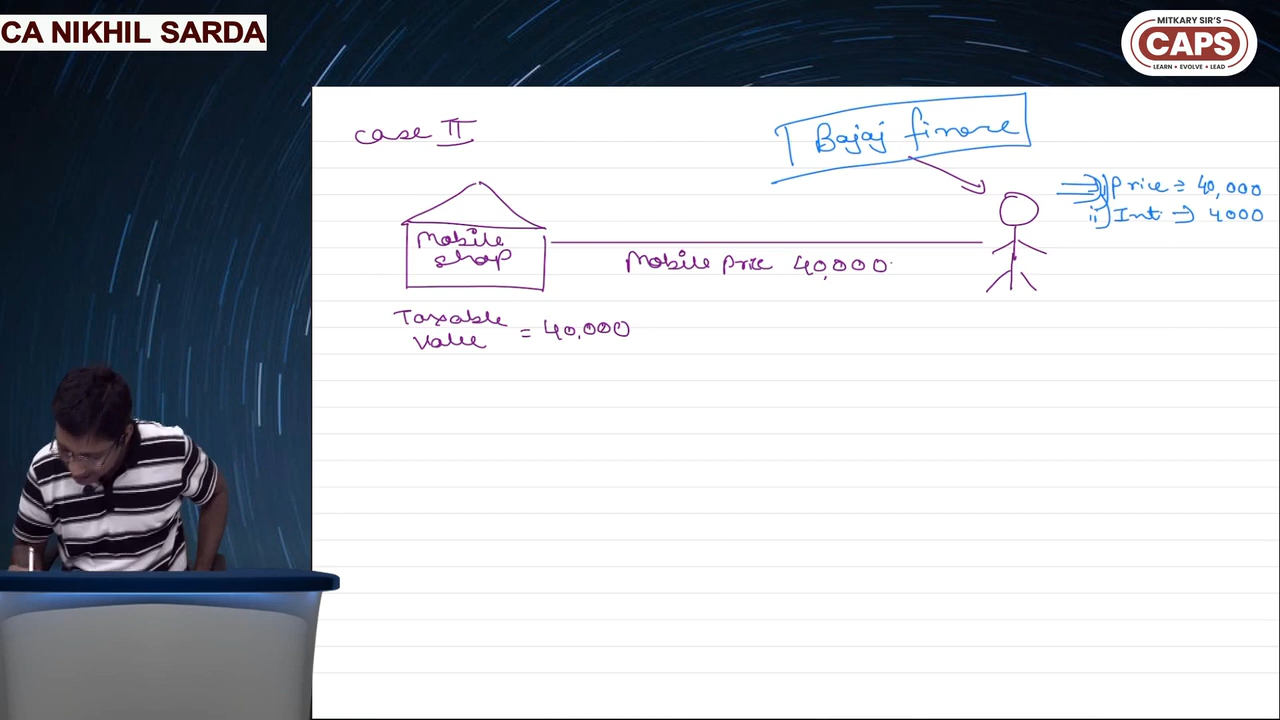 CA NIKHIL SARDA
MITKARY SIR'S
CAPS
LEARN • EVOLVE • LEAD
Case II
Bajaj finance
Price = 40,000
ii) Int → 4000
Mobile
shop
Mobile Price 40,000
Taxable
Value = 40,000